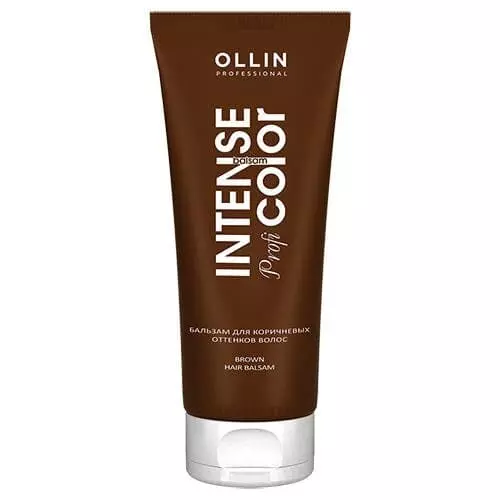 OLLIN
PROFESSIONAL
INTENSE
Profi
COLOR
balsam
БАЛЬЗАМ ДЛЯ КОРИЧНЕВЫХ
ОТТЕНКОВ ВОЛОС
BROWN
HAIR BALSAM